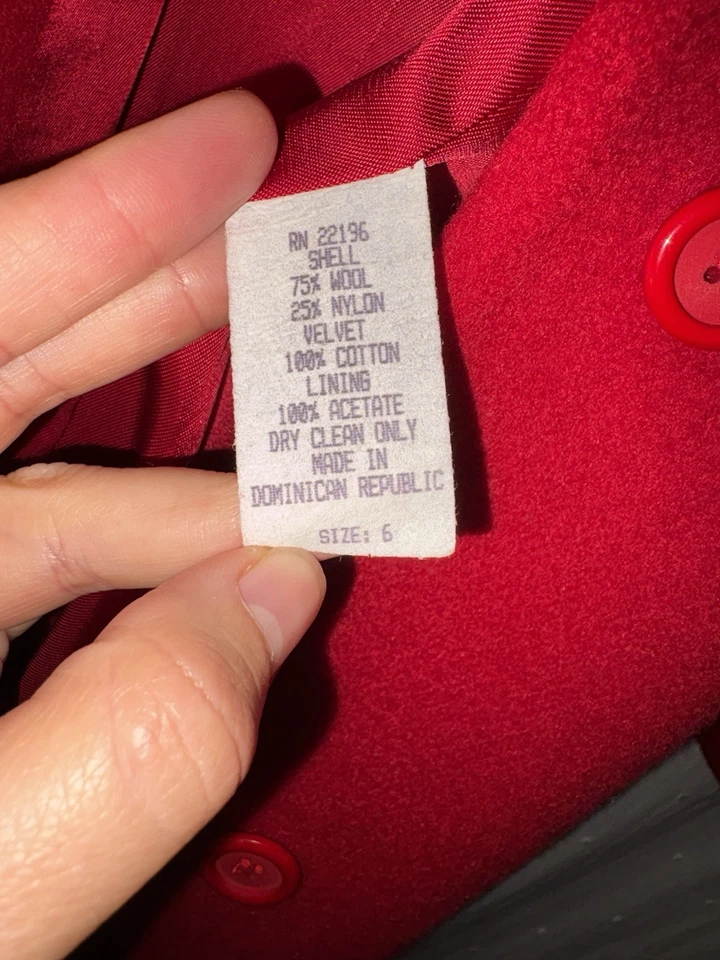 RN 22196
SHELL
75% WOOL
25% NYLON
VELVET
100% COTTON
LINING
100% ACETATE
DRY CLEAN ONLY
MADE IN
DOMINICAN REPUBLIC
SIZE: 6